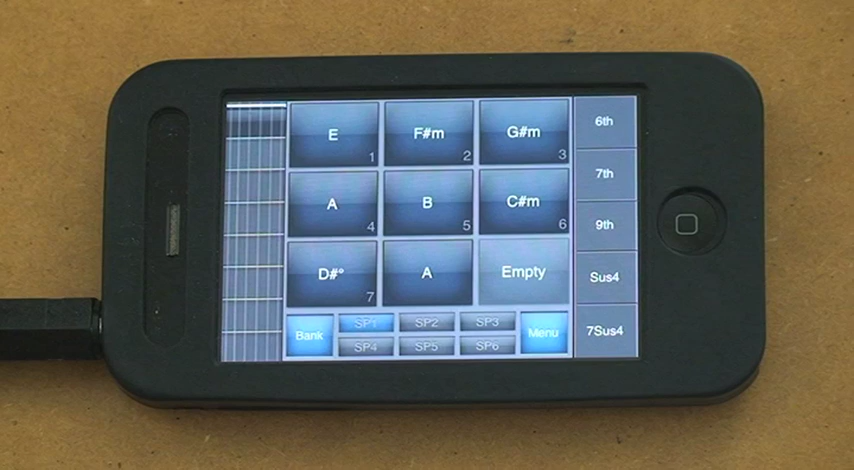 E 1 F#m 2 G#m 3 6th
7th
A 4 B 5 C#m 6 9th
D#° 7 A Empty Sus4
Bank SP1 SP2 SP3 Menu 7Sus4
SP4 SP5 SP6